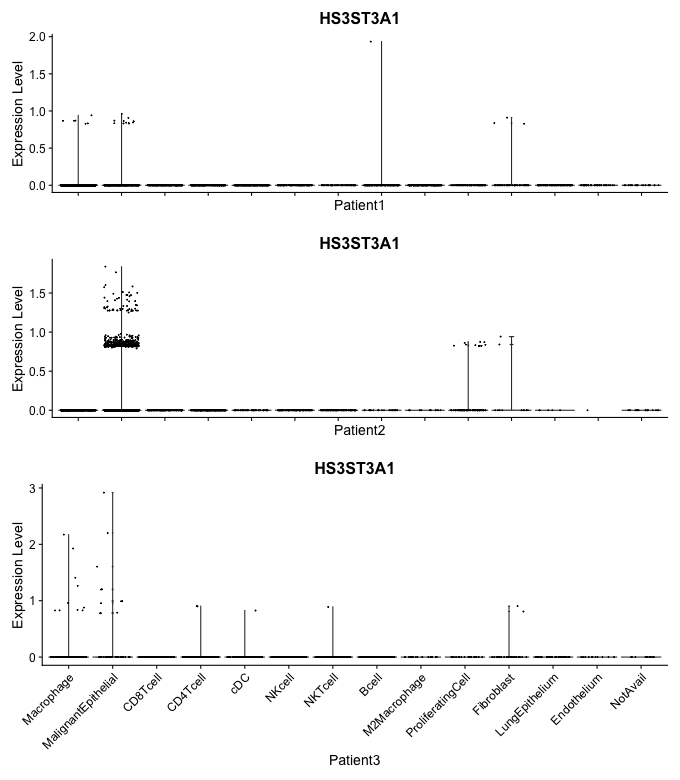 HS3ST3A1
Expression Level
2.0
1.5
1.0
0.5
0.0
Patient1
HS3ST3A1
Expression Level
1.5
1.0
0.5
0.0
Patient2
HS3ST3A1
Expression Level
3
2
1
0
Macrophage
MalignantEpithelial
CD8Tcell
CD4Tcell
cDC
NKcell
NKTcell
Bcell
M2Macrophage
ProliferatingCell
Fibroblast
LungEpithelium
Endothelium
NotAvail
Patient3